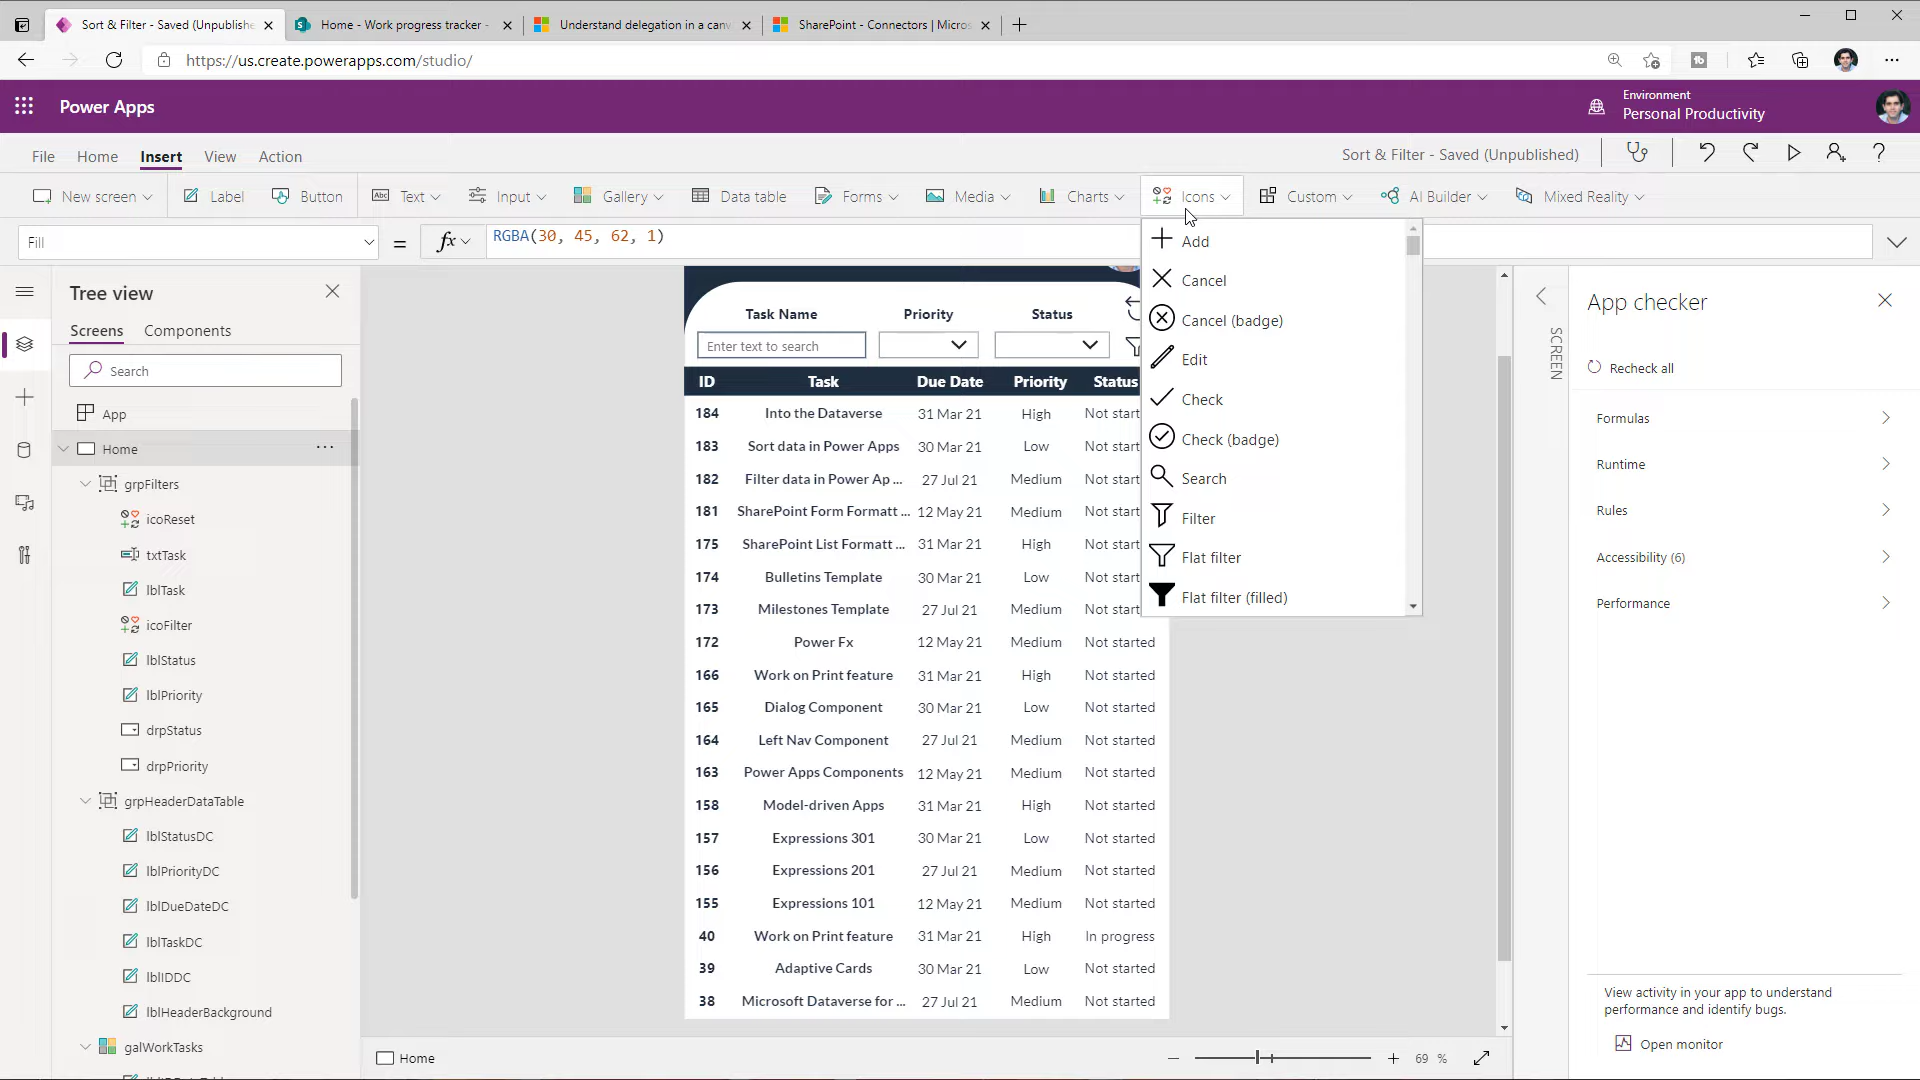 Sort & Filter - Saved (Unpublishe
Home - Work progress tracker -
Understand delegation in a canv
SharePoint - Connectors | Micros
https://us.create.powerapps.com/studio/
Power Apps
Environment
Personal Productivity
File
Home
Insert
View
Action
Sort & Filter - Saved (Unpublished)
New screen
Label
Button
Text
Input
Gallery
Data table
Forms
Media
Charts
Icons
Custom
AI Builder
Mixed Reality
Fill
=
fx
RGBA(30, 45, 62, 1)
Tree view
Screens
Components
Search
App
Home
grpFilters
icoReset
txtTask
lblTask
icoFilter
lblStatus
lblPriority
drpStatus
drpPriority
grpHeaderDataTable
lblStatusDC
lblPriorityDC
lblDueDateDC
lblTaskDC
lblIDDC
lblHeaderBackground
galWorkTasks
Task Name
Priority
Status
Enter text to search
ID Task Due Date Priority Status
184 Into the Dataverse 31 Mar 21 High Not start
183 Sort data in Power Apps 30 Mar 21 Low Not start
182 Filter data in Power Ap ... 27 Jul 21 Medium Not start
181 SharePoint Form Formatt ... 12 May 21 Medium Not start
175 SharePoint List Formatt ... 31 Mar 21 High Not start
174 Bulletins Template 30 Mar 21 Low Not start
173 Milestones Template 27 Jul 21 Medium Not start
172 Power Fx 12 May 21 Medium Not started
166 Work on Print feature 31 Mar 21 High Not started
165 Dialog Component 30 Mar 21 Low Not started
164 Left Nav Component 27 Jul 21 Medium Not started
163 Power Apps Components 12 May 21 Medium Not started
158 Model-driven Apps 31 Mar 21 High Not started
157 Expressions 301 30 Mar 21 Low Not started
156 Expressions 201 27 Jul 21 Medium Not started
155 Expressions 101 12 May 21 Medium Not started
40 Work on Print feature 31 Mar 21 High In progress
39 Adaptive Cards 30 Mar 21 Low Not started
38 Microsoft Dataverse for ... 27 Jul 21 Medium Not started
Add
Cancel
Cancel (badge)
Edit
Check
Check (badge)
Search
Filter
Flat filter
Flat filter (filled)
SCREEN
App checker
Recheck all
Formulas
Runtime
Rules
Accessibility (6)
Performance
View activity in your app to understand
performance and identify bugs.
Open monitor
Home
69 %